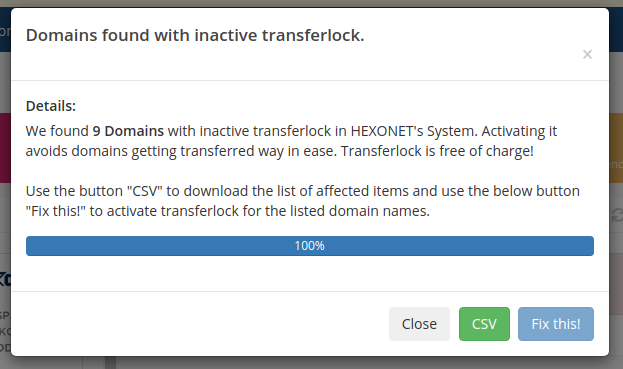 Domains found with inactive transferlock.
×
Details:
We found 9 Domains with inactive transferlock in HEXONET's System. Activating it
avoids domains getting transferred way in ease. Transferlock is free of charge!
Use the button "CSV" to download the list of affected items and use the below button
"Fix this!" to activate transferlock for the listed domain names.
100%
Close CSV Fix this!